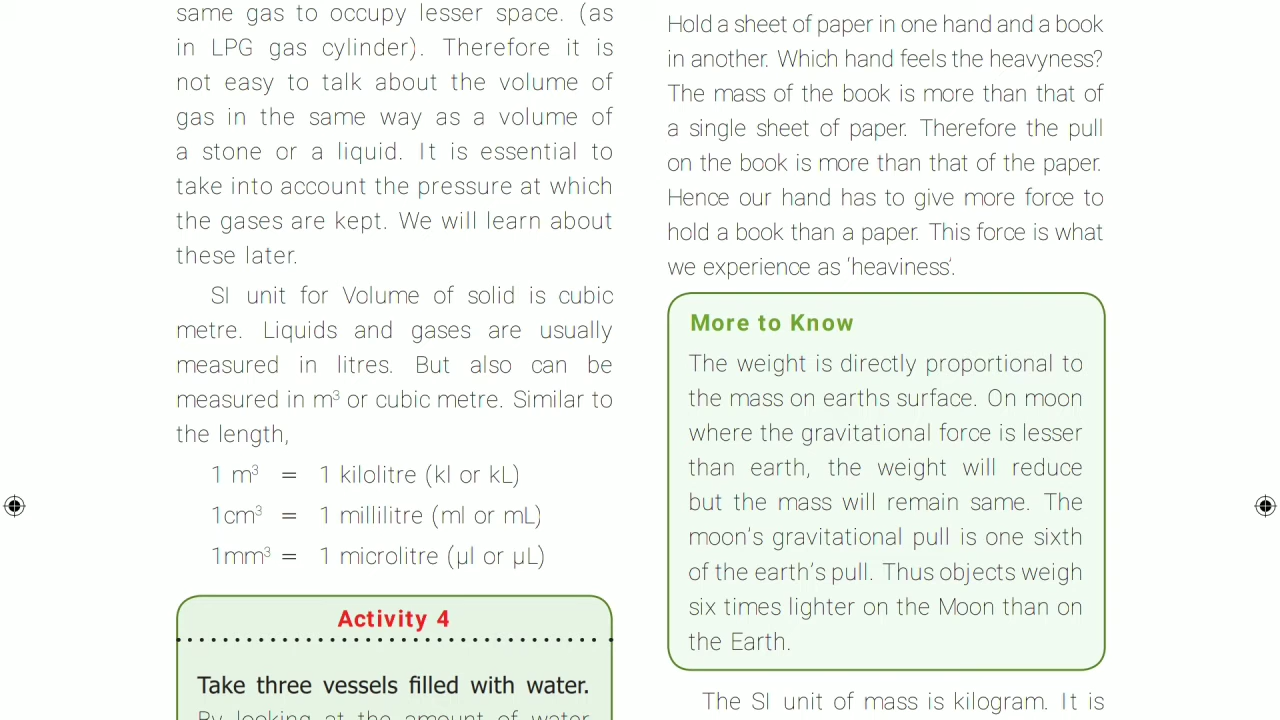 same gas to occupy lesser space. (as
in LPG gas cylinder). Therefore it is
not easy to talk about the volume of
gas in the same way as a volume of
a stone or a liquid. It is essential to
take into account the pressure at which
the gases are kept. We will learn about
these later.
SI unit for Volume of solid is cubic
metre. Liquids and gases are usually
measured in litres. But also can be
measured in m³ or cubic metre. Similar to
the length,
1 m³ = 1 kilolitre (kl or kL)
1cm³ = 1 millilitre (ml or mL)
1mm³ = 1 microlitre (µl or µL)
Activity 4
Take three vessels filled with water.
By looking at the amount of water
Hold a sheet of paper in one hand and a book
in another. Which hand feels the heavyness?
The mass of the book is more than that of
a single sheet of paper. Therefore the pull
on the book is more than that of the paper.
Hence our hand has to give more force to
hold a book than a paper. This force is what
we experience as ‘heaviness’.
More to Know
The weight is directly proportional to
the mass on earths surface. On moon
where the gravitational force is lesser
than earth, the weight will reduce
but the mass will remain same. The
moon’s gravitational pull is one sixth
of the earth’s pull. Thus objects weigh
six times lighter on the Moon than on
the Earth.
The SI unit of mass is kilogram. It is